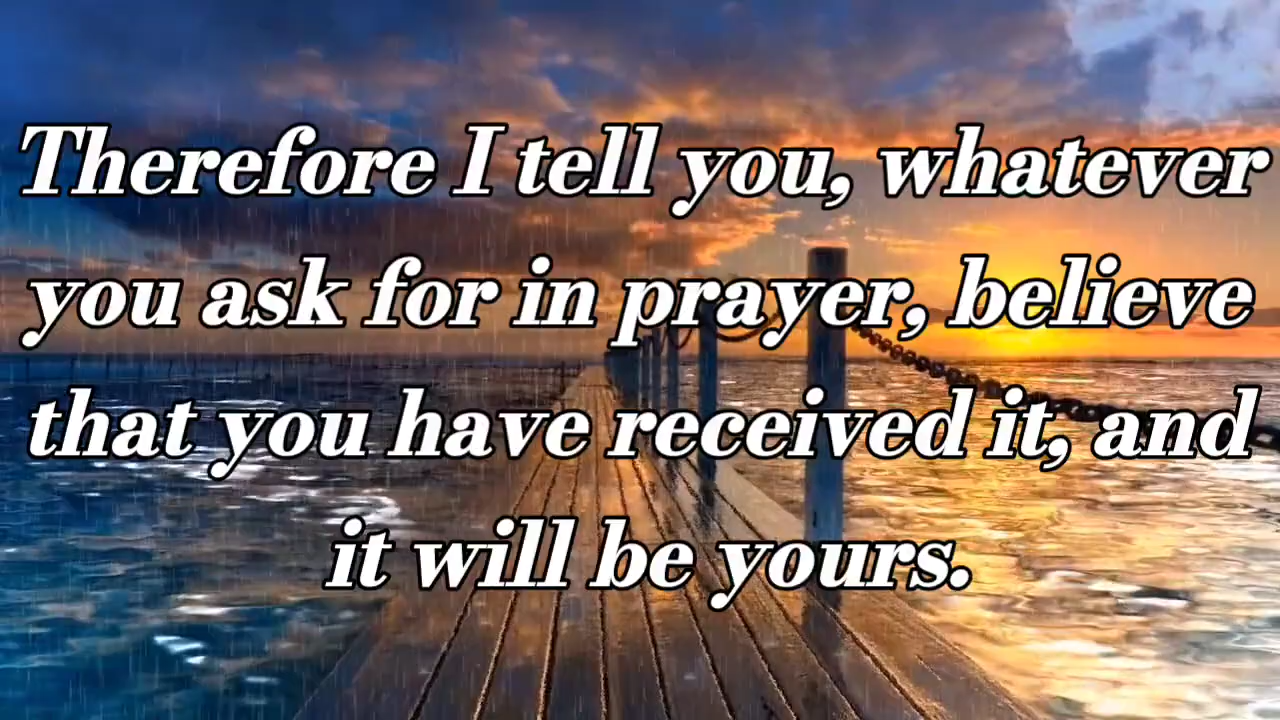 Therefore I tell you, whatever
you ask for in prayer, believe
that you have received it, and
it will be yours.